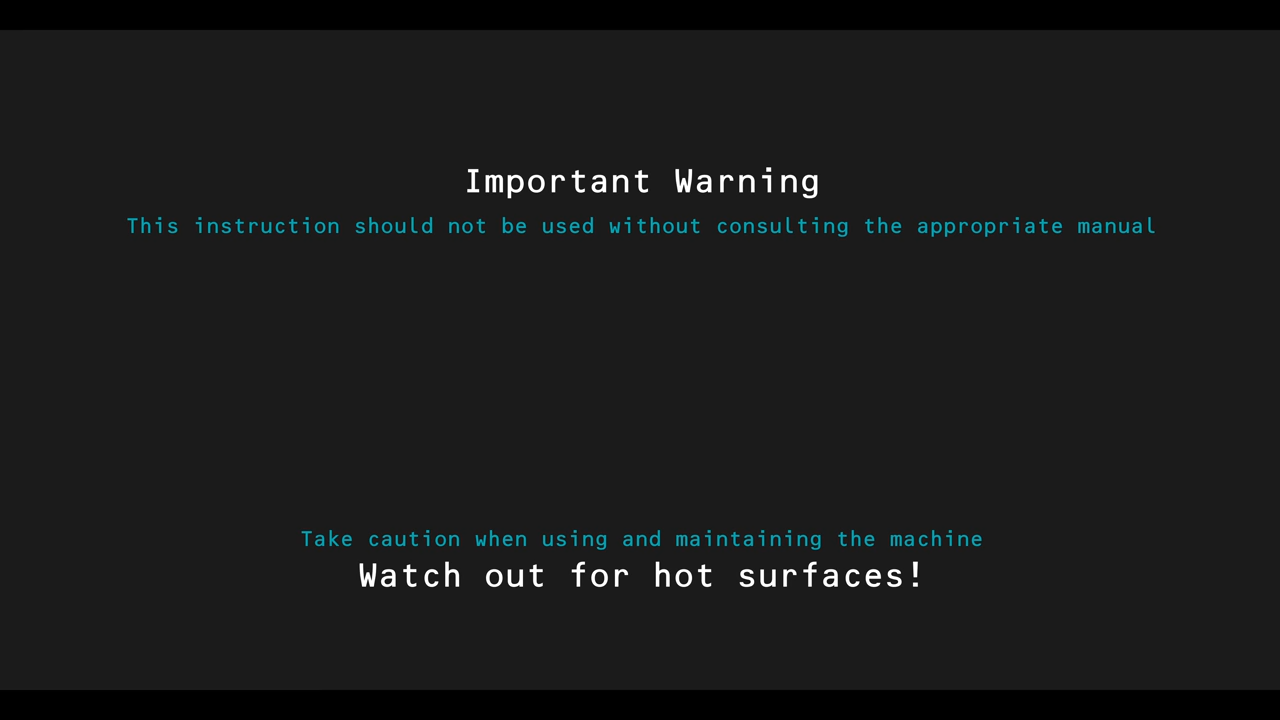 Important Warning
This instruction should not be used without consulting the appropriate manual
Take caution when using and maintaining the machine
Watch out for hot surfaces!